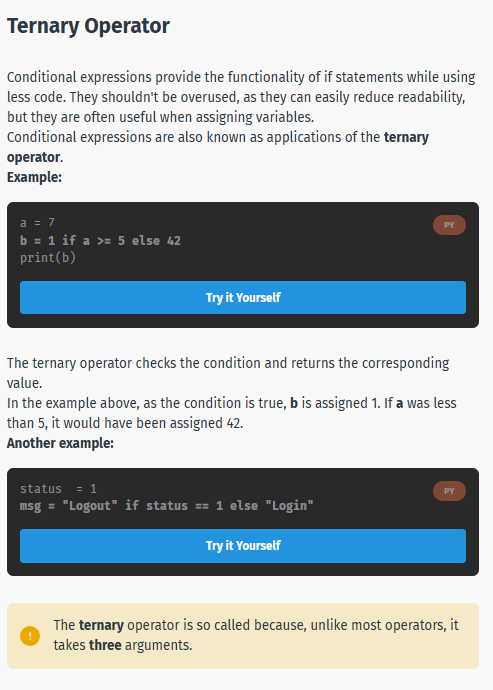 Ternary Operator
Conditional expressions provide the functionality of if statements while using
less code. They shouldn't be overused, as they can easily reduce readability,
but they are often useful when assigning variables.
Conditional expressions are also known as applications of the ternary
operator.
Example:
a = 7
PY
b = 1 if a >= 5 else 42
print(b)
Try it Yourself
The ternary operator checks the condition and returns the corresponding
value.
In the example above, as the condition is true, b is assigned 1. If a was less
than 5, it would have been assigned 42.
Another example:
status  = 1
PY
msg = "Logout" if status == 1 else "Login"
Try it Yourself
The ternary operator is so called because, unlike most operators, it
takes three arguments.